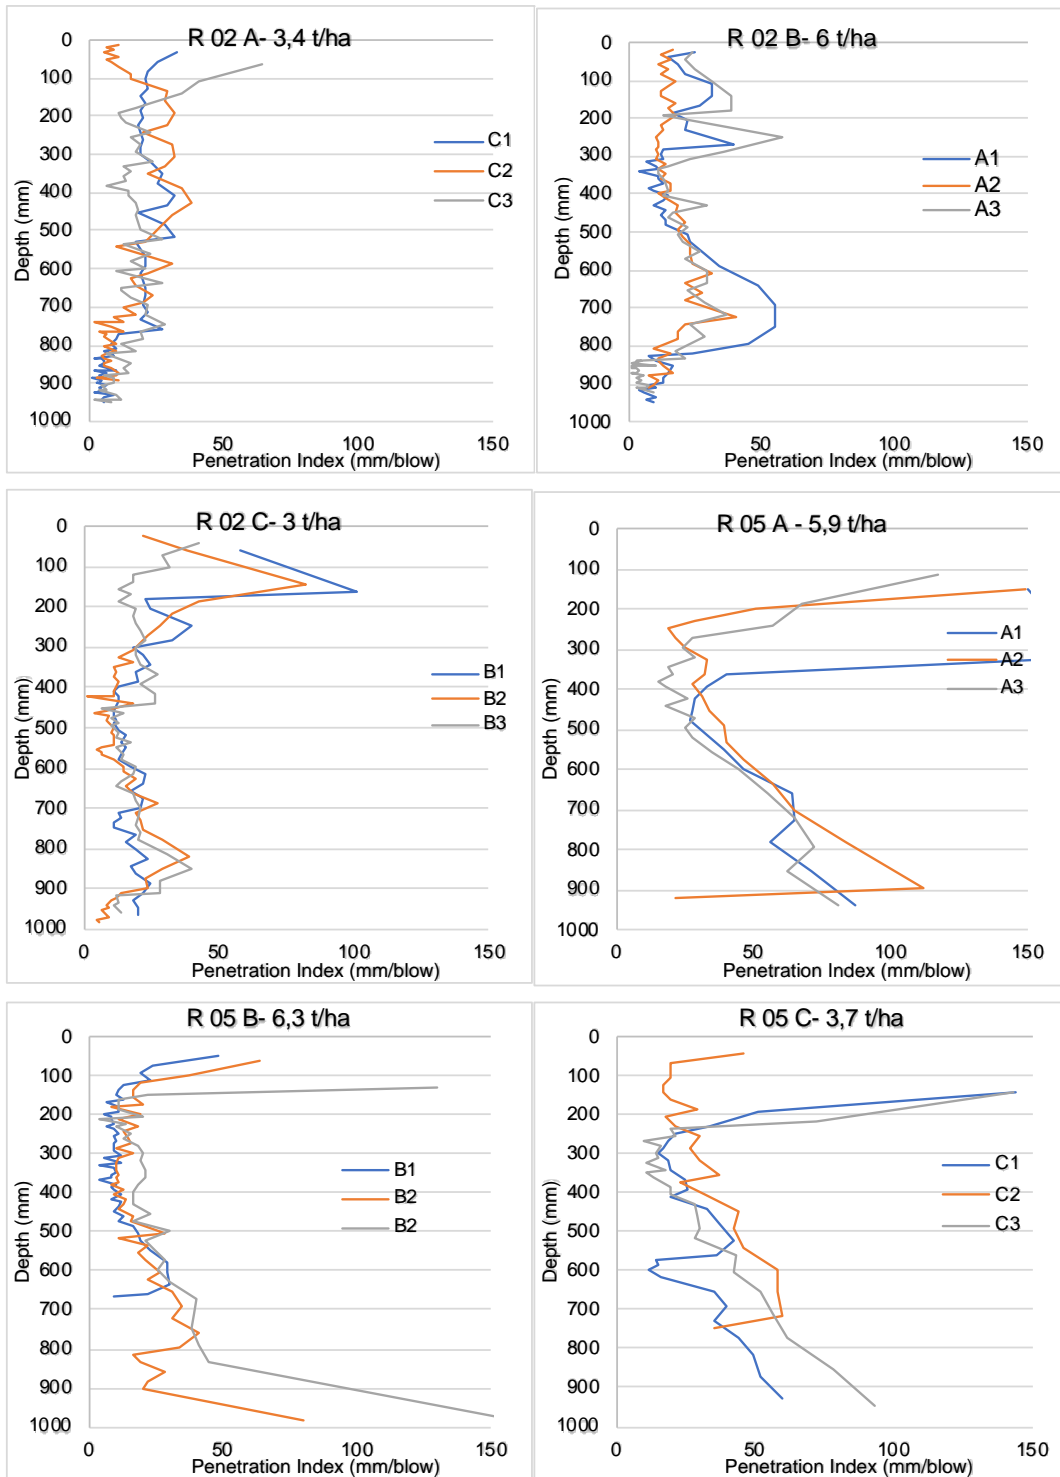 R 02 A- 3,4 t/ha
0
100
200
300
400
500
600
700
800
900
1000
Depth (mm)
C1
C2
C3
0 50 100 150
Penetration Index (mm/blow)
R 02 B- 6 t/ha
0
100
200
300
400
500
600
700
800
900
1000
Depth (mm)
A1
A2
A3
0 50 100 150
Penetration Index (mm/blow)
R 02 C- 3 t/ha
0
100
200
300
400
500
600
700
800
900
1000
Depth (mm)
B1
B2
B3
0 50 100 150
Penetration Index (mm/blow)
R 05 A - 5,9 t/ha
0
100
200
300
400
500
600
700
800
900
1000
Depth (mm)
A1
A2
A3
0 50 100 150
Penetration Index (mm/blow)
R 05 B- 6,3 t/ha
0
100
200
300
400
500
600
700
800
900
1000
Depth (mm)
B1
B2
B2
0 50 100 150
Penetration Index (mm/blow)
R 05 C- 3,7 t/ha
0
100
200
300
400
500
600
700
800
900
1000
Depth (mm)
C1
C2
C3
0 50 100 150
Penetration Index (mm/blow)